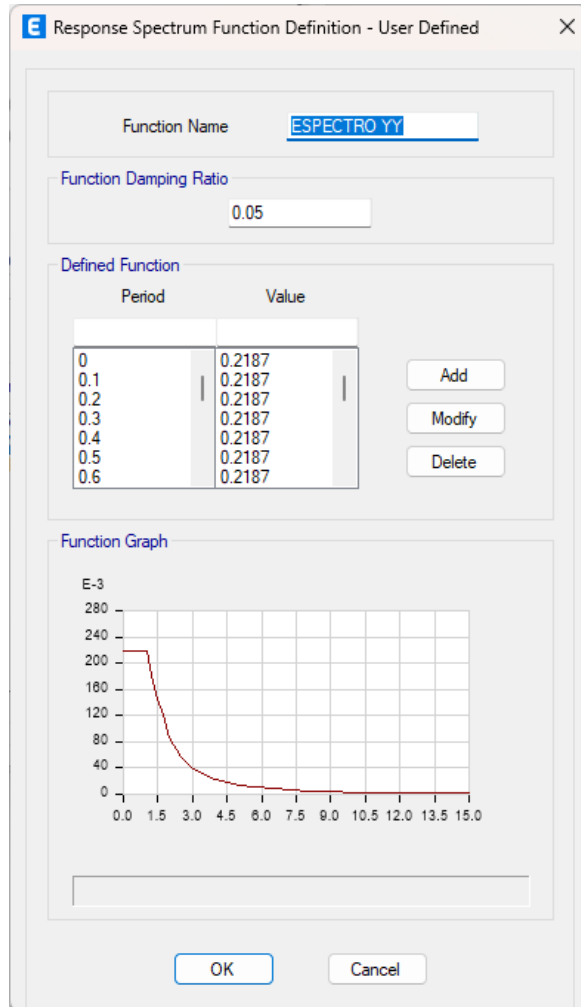 E Response Spectrum Function Definition - User Defined
Function Name ESPECTRO YY
Function Damping Ratio
0.05
Defined Function
Period Value
0 0.2187
0.1 0.2187
0.2 0.2187
0.3 0.2187
0.4 0.2187
0.5 0.2187
0.6 0.2187
Add
Modify
Delete
Function Graph
E-3
280
240
200
160
120
80
40
0
0.0 1.5 3.0 4.5 6.0 7.5 9.0 10.5 12.0 13.5 15.0
OK Cancel